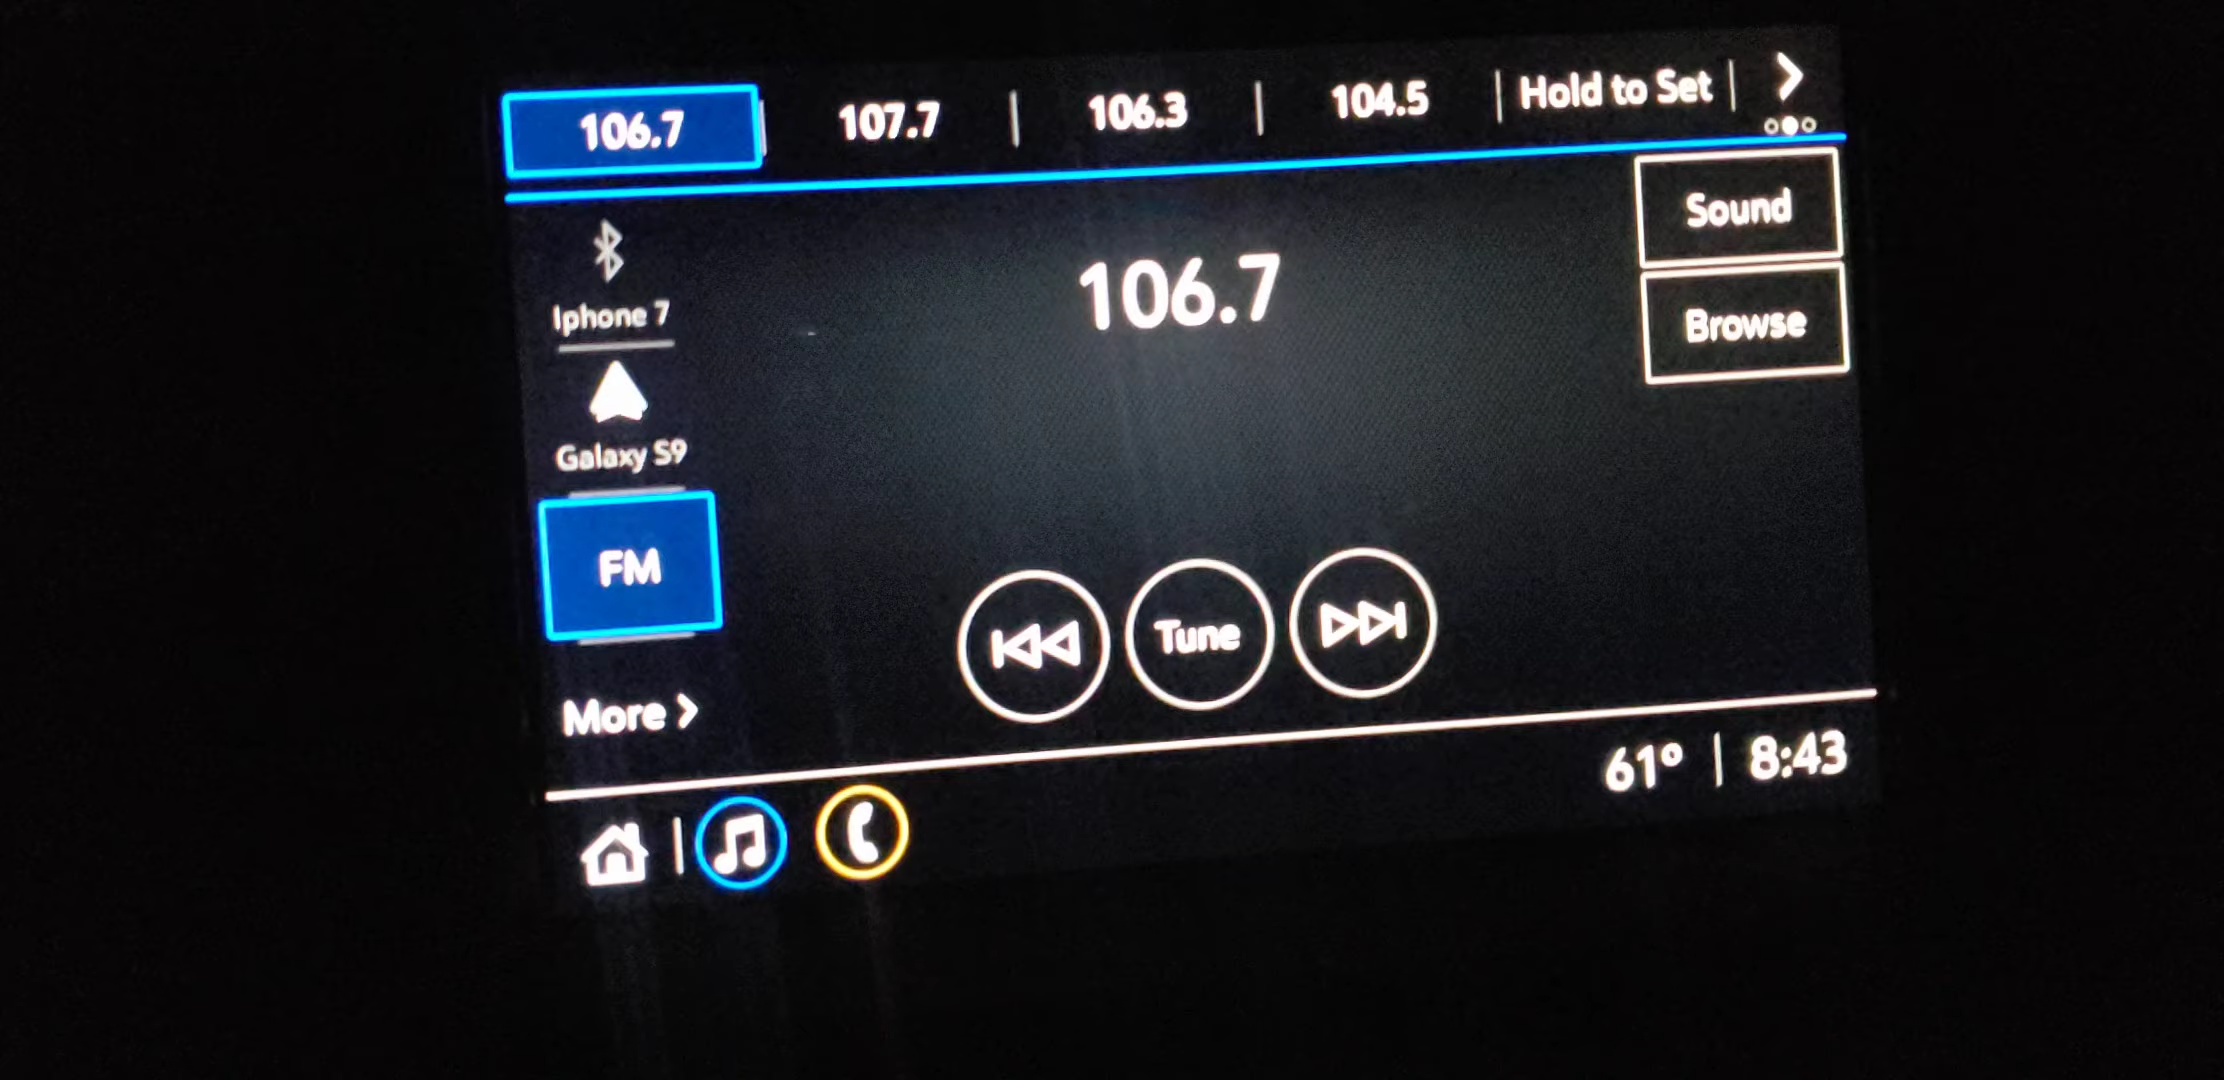 106.7 | 107.7 | 106.3 | 104.5 | Hold to Set |
Sound
Iphone 7
106.7
Browse
Galaxy S9
FM
Tune
More
61° | 8:43